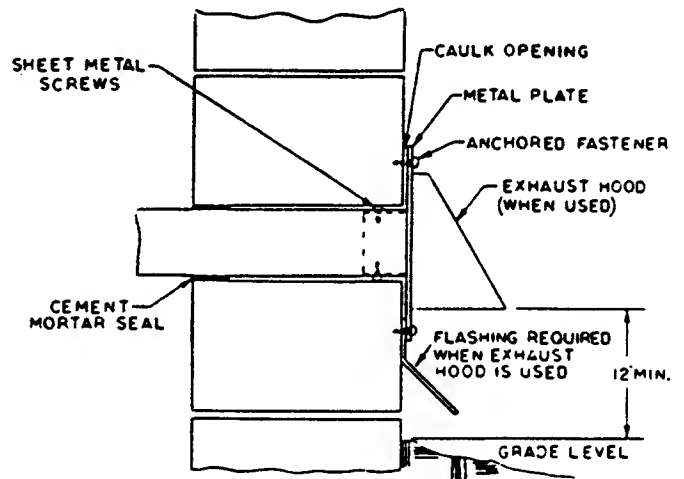 SHEET METAL
SCREWS
CAULK OPENING
METAL PLATE
ANCHORED FASTENER
EXHAUST HOOD
(WHEN USED)
CEMENT
MORTAR SEAL
FLASHING REQUIRED
WHEN EXHAUST
HOOD IS USED
12" MIN.
GRADE LEVEL